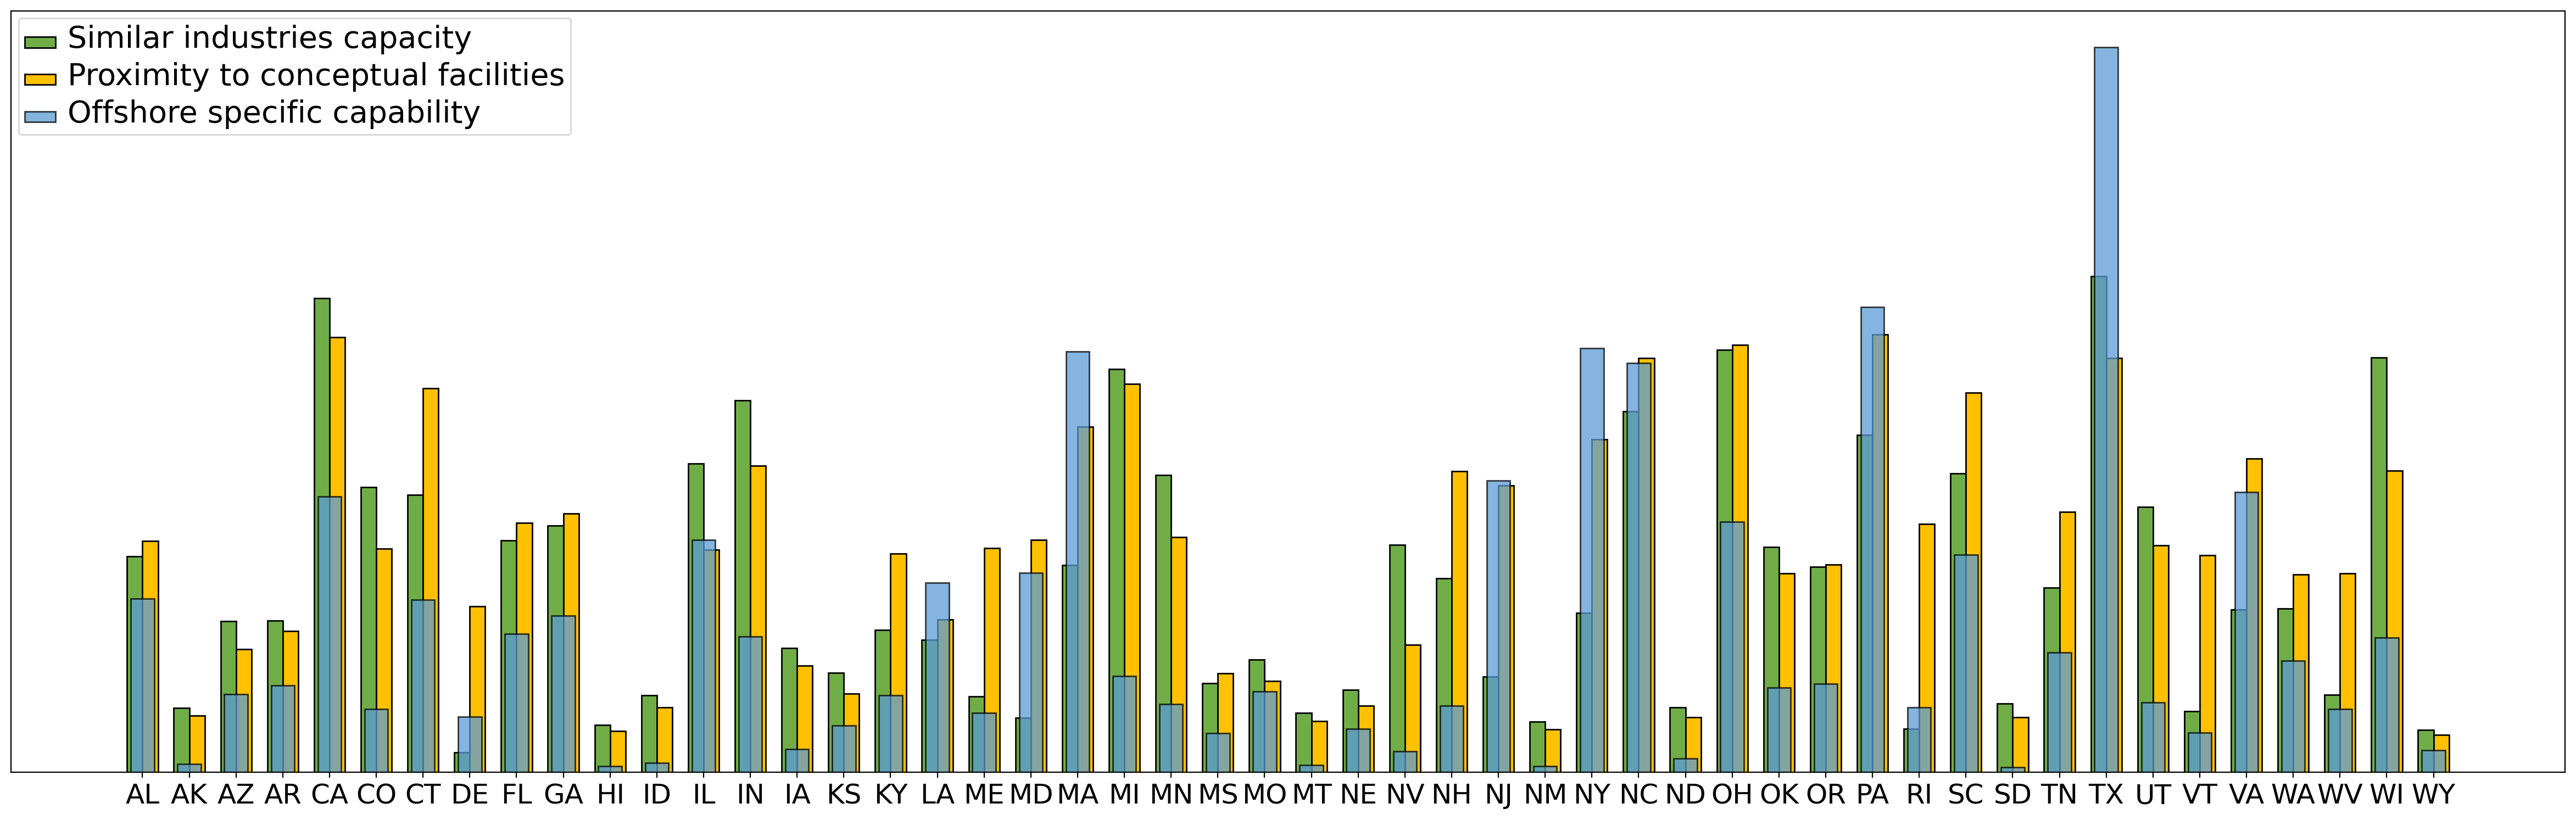 Similar industries capacity
Proximity to conceptual facilities
Offshore specific capability
AL AK AZ AR CA CO CT DE FL GA HI ID IL IN IA KS KY LA ME MD MA MI MN MS MO MT NE NV NH NJ NM NY NC ND OH OK OR PA RI SC SD TN TX UT VT VA WA WV WI WY